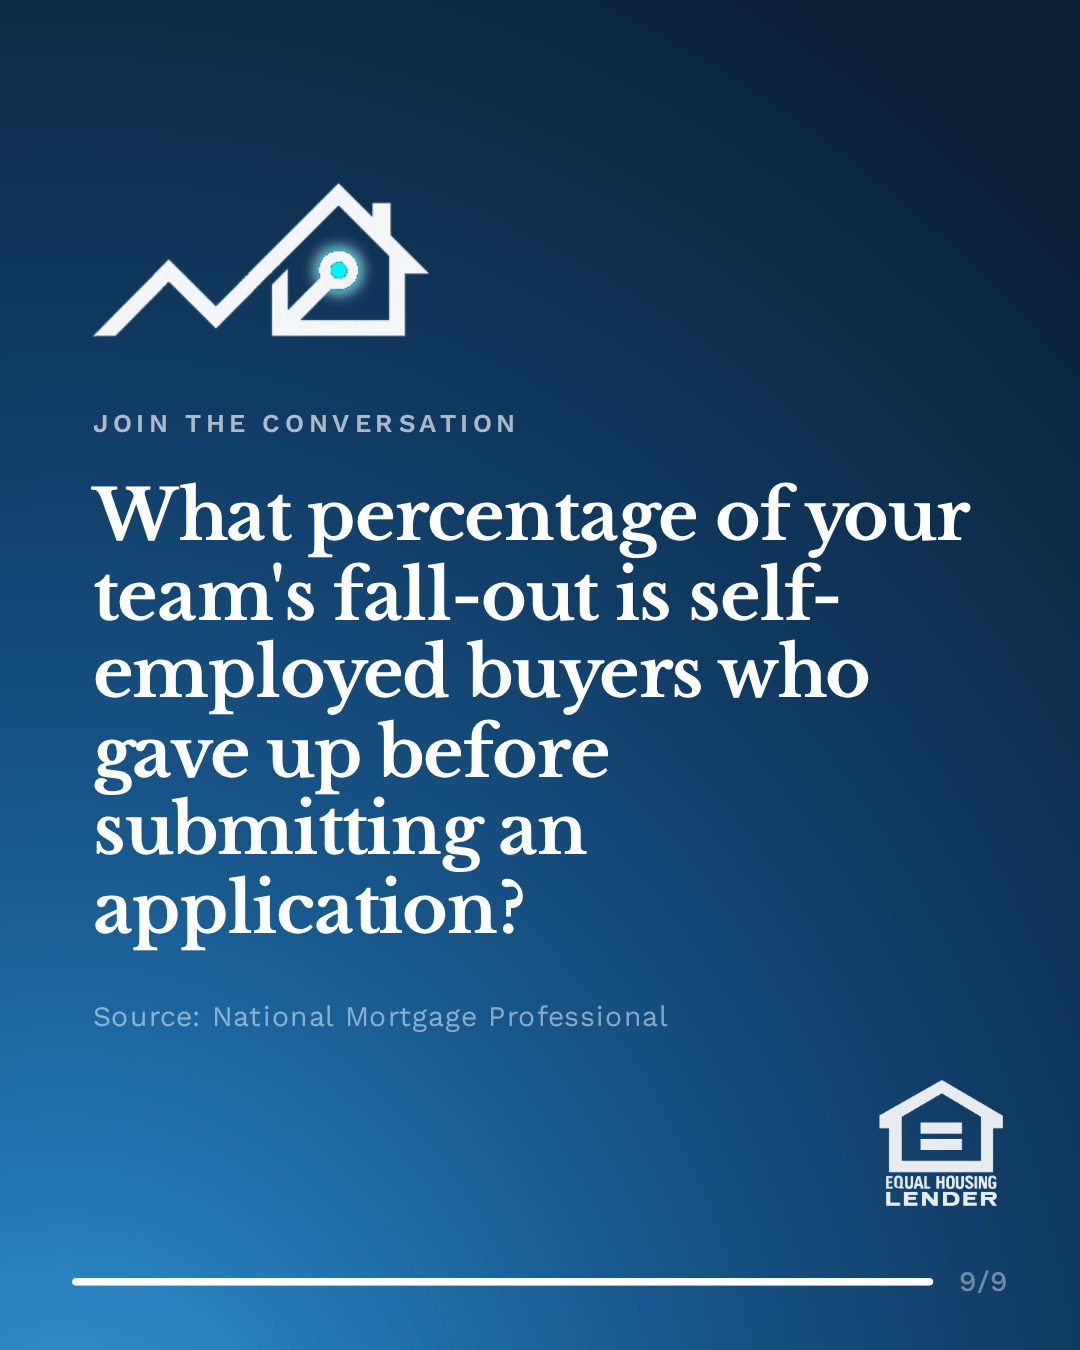 JOIN THE CONVERSATION
What percentage of your
team's fall-out is self-
employed buyers who
gave up before
submitting an
application?
Source: National Mortgage Professional
EQUAL HOUSING
LENDER
9/9